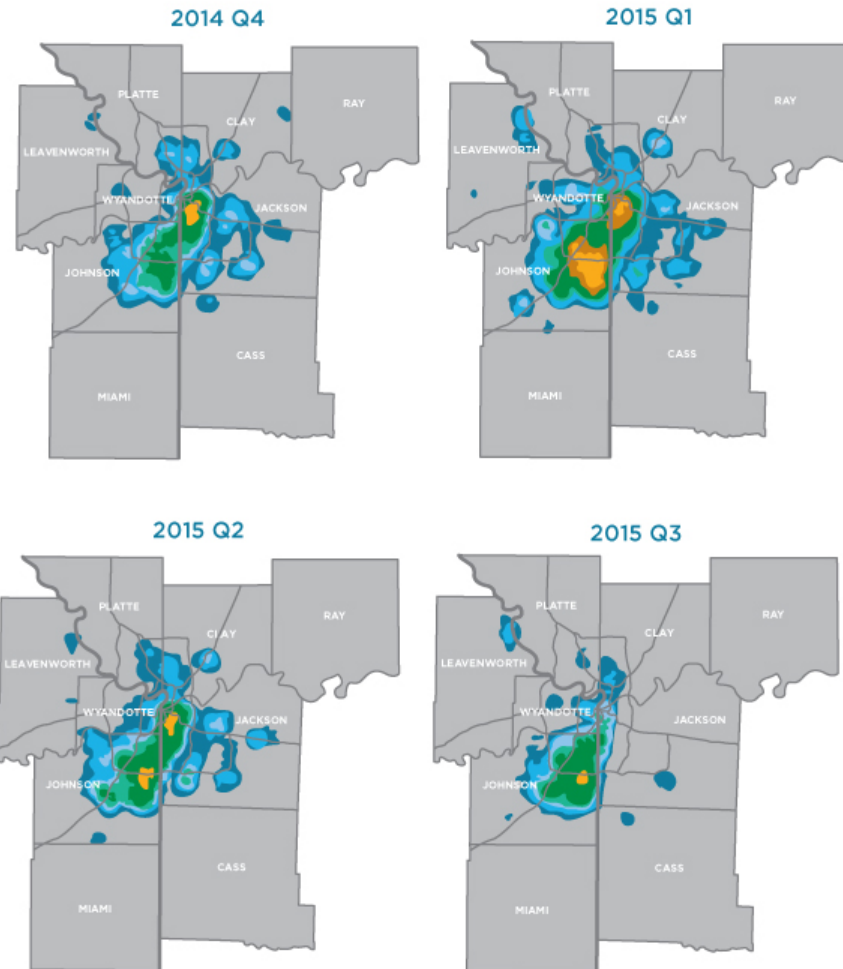 2014 Q4
PLATTE
CLAY
RAY
LEAVENWORTH
WYANDOTTE
JACKSON
JOHNSON
CASS
MIAMI
2015 Q1
PLATTE
CLAY
RAY
LEAVENWORTH
WYANDOTTE
JACKSON
JOHNSON
CASS
MIAMI
2015 Q2
PLATTE
CLAY
RAY
LEAVENWORTH
WYANDOTTE
JACKSON
JOHNSON
CASS
MIAMI
2015 Q3
PLATTE
CLAY
RAY
LEAVENWORTH
WYANDOTTE
JACKSON
JOHNSON
CASS
MIAMI